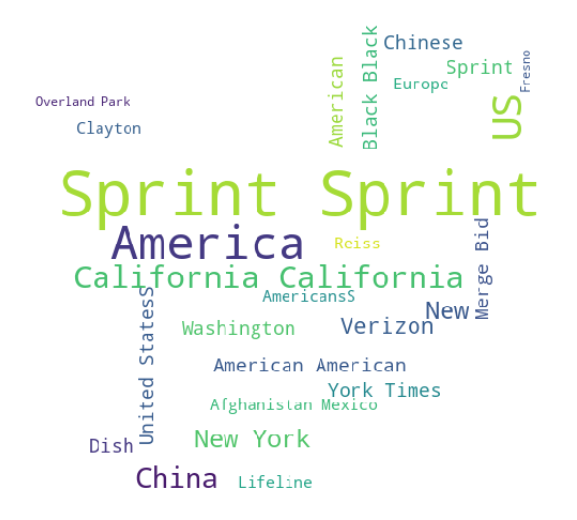 Chinese
Black Black
Sprint
Fresno
American
Europe
US
Overland Park
Clayton
Sprint Sprint
America
Reiss
Merge Bid
California California
AmericansS
United StatesS
New
Washington
Verizon
American American
York Times
Afghanistan Mexico
New York
Dish
China
Lifeline